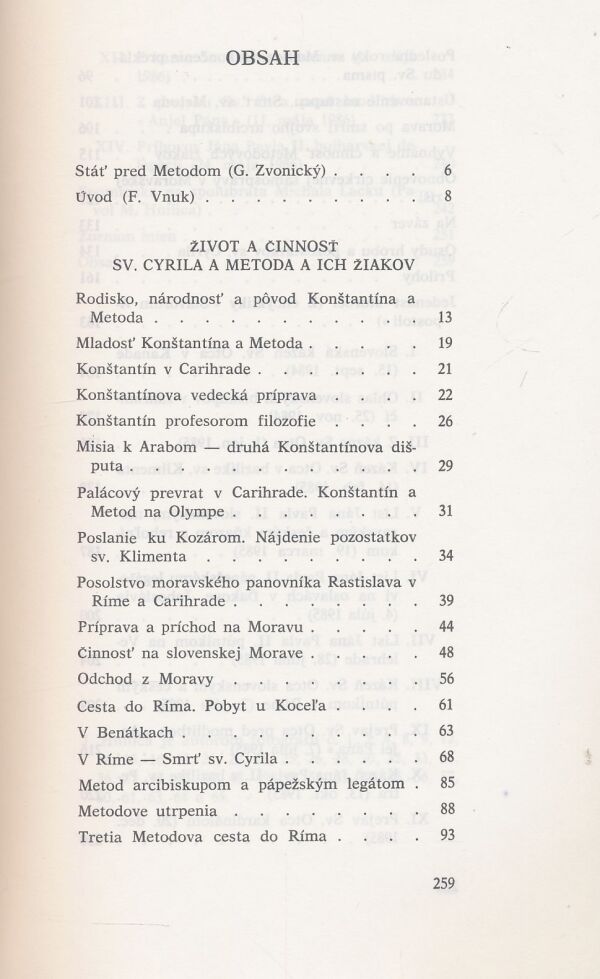 OBSAH
Stáť pred Metodom (G. Zvonický) . . . . 6
Úvod (F. Vnuk) . . . . . . . . . 8
ŽIVOT A ČINNOSŤ
SV. CYRILA A METODA A ICH ŽIAKOV
Rodisko, národnosť a pôvod Konštantína a
Metoda . . . . . . . . . . . 13
Mladosť Konštantína a Metoda . . . . . 19
Konštantín v Carihrade . . . . . . . 21
Konštantínova vedecká príprava . . . . 22
Konštantín profesorom filozofie . . . . 26
Misia k Arabom — druhá Konštantínova diš-
puta . . . . . . . . . . . . 29
Palácový prevrat v Carihrade. Konštantín a
Metod na Olympe . . . . . . . . 31
Poslanie ku Kozárom. Nájdenie pozostatkov
sv. Klimenta . . . . . . . . . 34
Posolstvo moravského panovníka Rastislava v
Ríme a Carihrade . . . . . . . . 39
Príprava a príchod na Moravu . . . . . 44
Činnosť na slovenskej Morave . . . . . 48
Odchod z Moravy . . . . . . . . 56
Cesta do Ríma. Pobyt u Koceľa . . . . 61
V Benátkach . . . . . . . . . . 63
V Ríme — Smrť sv. Cyrila . . . . . . 68
Metod arcibiskupom a pápežským legátom . 85
Metodove utrpenia . . . . . . . . 88
Tretia Metodova cesta do Ríma . . . . 93
259